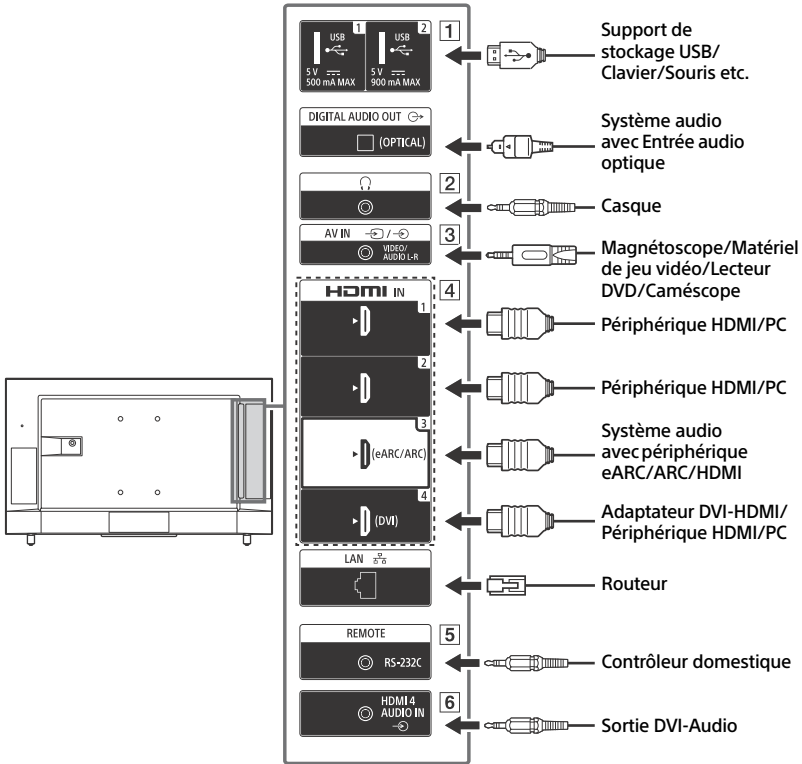 1 2 1
USB USB
5 V 5 V
500 mA MAX 900 mA MAX
Support de
stockage USB/
Clavier/Souris etc.
DIGITAL AUDIO OUT
(OPTICAL)
Système audio
avec Entrée audio
optique
2
Casque
AV IN /
3
VIDEO/
AUDIO L-R
Magnétoscope/Matériel
de jeu vidéo/Lecteur
DVD/Caméscope
HDMI IN
4
1
Périphérique HDMI/PC
2
Périphérique HDMI/PC
3
(eARC/ARC)
Système audio
avec périphérique
eARC/ARC/HDMI
4
(DVI)
Adaptateur DVI-HDMI/
Périphérique HDMI/PC
LAN
Routeur
REMOTE
5
RS-232C
Contrôleur domestique
HDMI 4
AUDIO IN
6
Sortie DVI-Audio